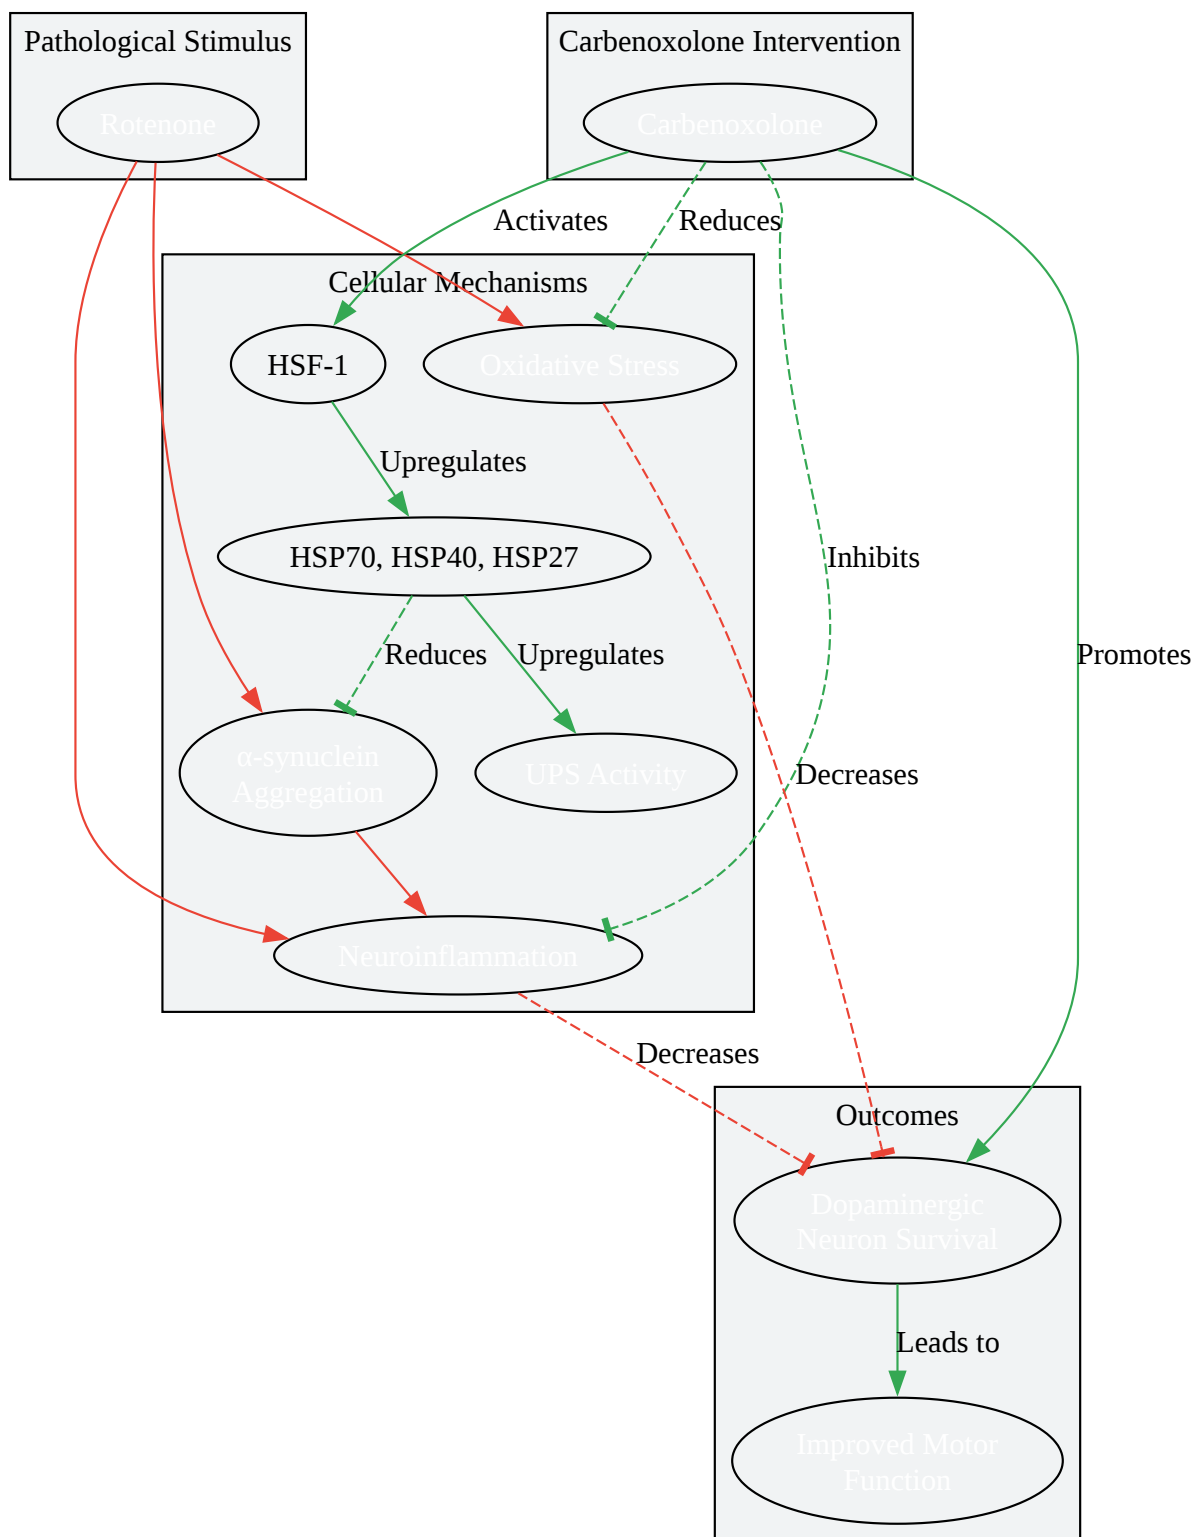 Pathological Stimulus
Carbenoxolone Intervention
Rotenone
Carbenoxolone
Activates
Reduces
Cellular Mechanisms
HSF-1
Oxidative Stress
Upregulates
HSP70, HSP40, HSP27
Inhibits
Reduces
Upregulates
Promotes
α-synuclein
Aggregation
UPS Activity
Decreases
Neuroinflammation
Decreases
Outcomes
Dopaminergic
Neuron Survival
Leads to
Improved Motor
Function